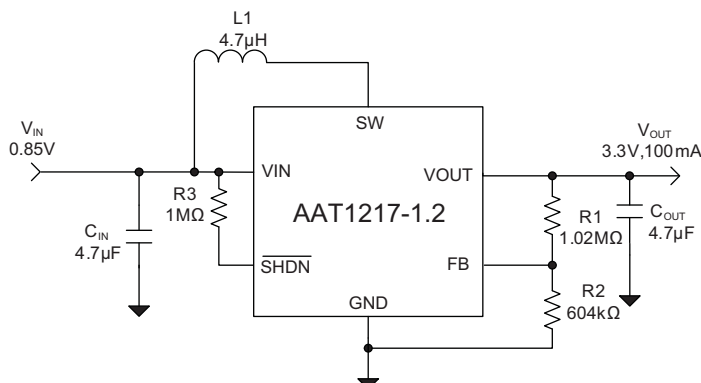 L1
4.7µH
SW
VIN
0.85V
VOUT
3.3V,100mA
VIN
VOUT
R3
1MΩ
AAT1217-1.2
R1
1.02MΩ
COUT
4.7µF
CIN
4.7µF
SHDN
FB
GND
R2
604kΩ